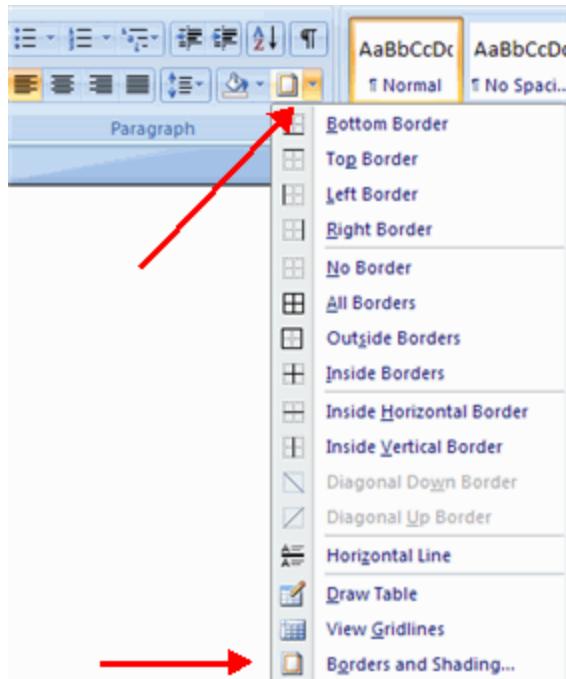 AaBbCcDc AaBbCcDc
¶ Normal ¶ No Spaci...
Paragraph
Bottom Border
Top Border
Left Border
Right Border
No Border
All Borders
Outside Borders
Inside Borders
Inside Horizontal Border
Inside Vertical Border
Diagonal Down Border
Diagonal Up Border
Horizontal Line
Draw Table
View Gridlines
Borders and Shading...